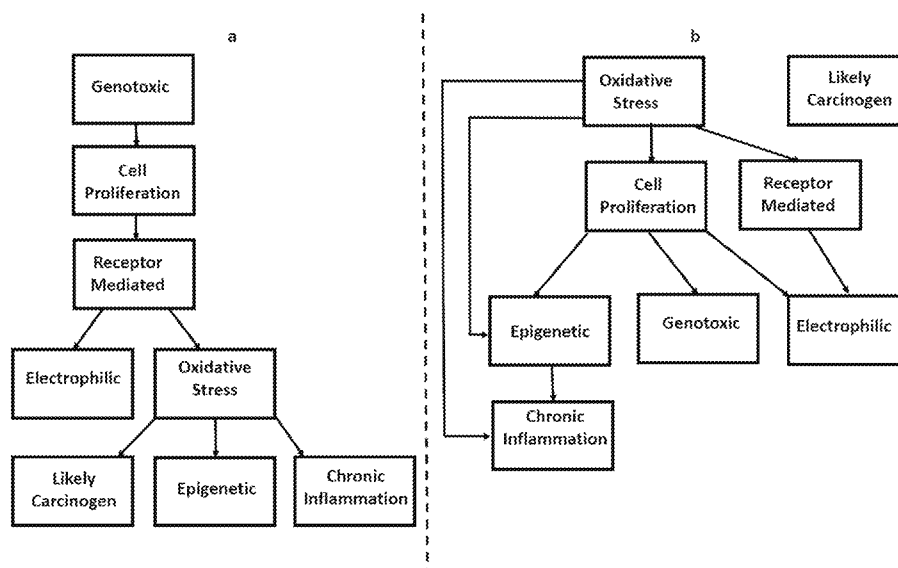 a
Genotoxic
Cell
Proliferation
Receptor
Mediated
Electrophilic
Oxidative
Stress
Likely
Carcinogen
Epigenetic
Chronic
Inflammation
b
Oxidative
Stress
Likely
Carcinogen
Cell
Proliferation
Receptor
Mediated
Epigenetic
Genotoxic
Electrophilic
Chronic
Inflammation